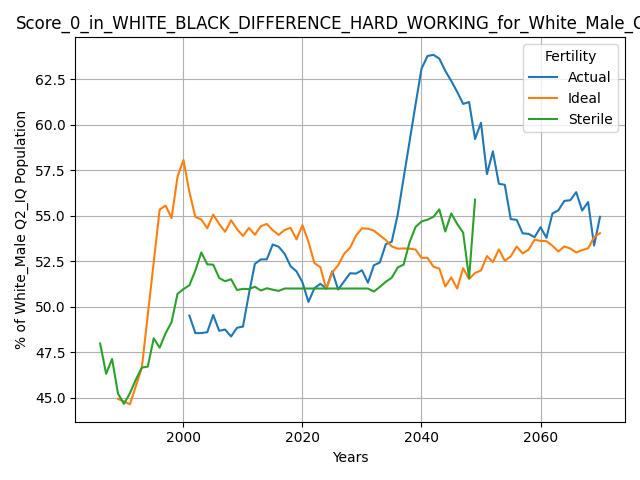 Score_0_in_WHITE_BLACK_DIFFERENCE_HARD_WORKING_for_White_Male_
Fertility
Actual
Ideal
Sterile
62.5
60.0
57.5
55.0
52.5
50.0
47.5
45.0
% of White_Male Q2_IQ Population
2000
2020
2040
2060
Years